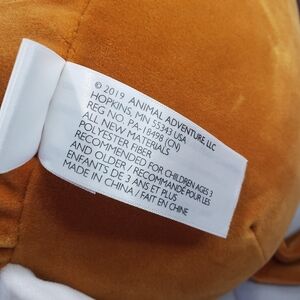 © 2019 ANIMAL ADVENTURE, LLC
HOPKINS, MN 55343 USA
REG NO. PA-18498 (CN)
ALL NEW MATERIALS
POLYESTER FIBER
RECOMMENDED FOR CHILDREN AGES 3
AND OLDER / RECOMMANDÉ POUR LES
ENFANTS DE 3 ANS ET PLUS
MADE IN CHINA / FAIT EN CHINE